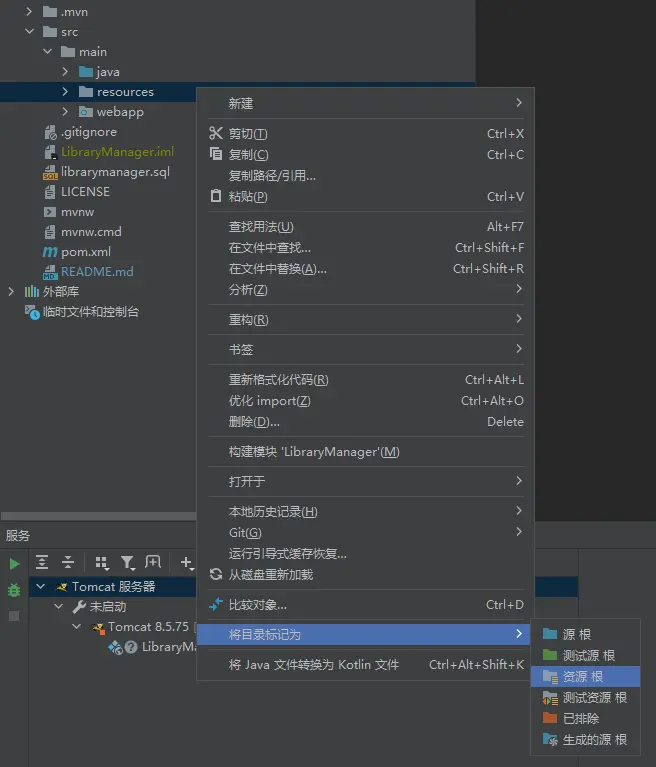 .mvn
src
main
java
resources
webapp
.gitignore
LibraryManager.iml
librarymanager.sql
LICENSE
mvnw
mvnw.cmd
pom.xml
README.md
外部库
临时文件和控制台
新建
剪切(T) Ctrl+X
复制(C) Ctrl+C
复制路径/引用...
粘贴(P) Ctrl+V
查找用法(U) Alt+F7
在文件中查找... Ctrl+Shift+F
在文件中替换(A)... Ctrl+Shift+R
分析(Z)
重构(R)
书签
重新格式化代码(R) Ctrl+Alt+L
优化 import(Z) Ctrl+Alt+O
删除(D)... Delete
构建模块 'LibraryManager'(M)
打开于
本地历史记录(H)
Git(G)
运行引导式缓存恢复...
从磁盘重新加载
比较对象... Ctrl+D
将目录标记为
将 Java 文件转换为 Kotlin 文件 Ctrl+Alt+Shift+K
源 根
测试源 根
资源 根
测试资源 根
已排除
生成的源 根
服务
Tomcat 服务器
未启动
Tomcat 8.5.75 [
LibraryMa